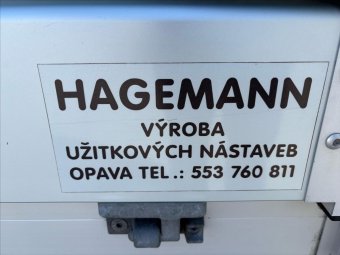 HAGEMANN
VÝROBA
UŽITKOVÝCH NÁSTAVEB
OPAVA TEL.: 553 760 811